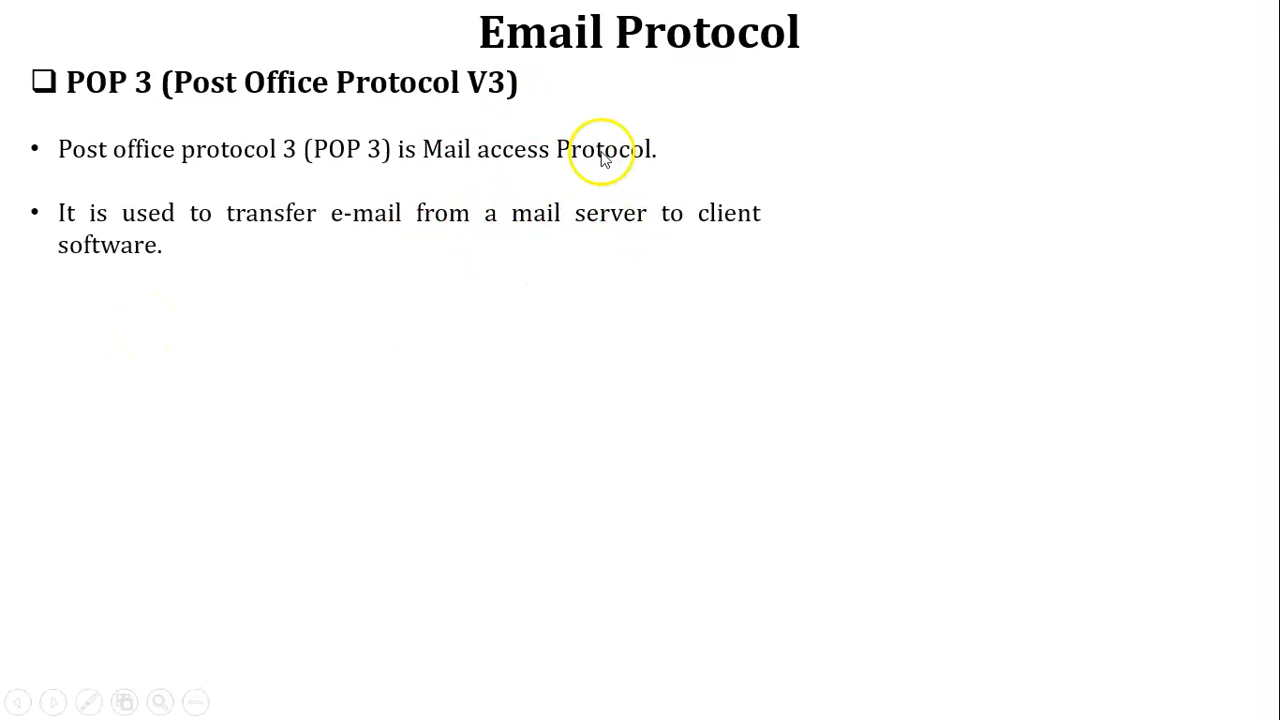 Email Protocol
❑ POP 3 (Post Office Protocol V3)
• Post office protocol 3 (POP 3) is Mail access Protocol.
• It is used to transfer e-mail from a mail server to client
software.